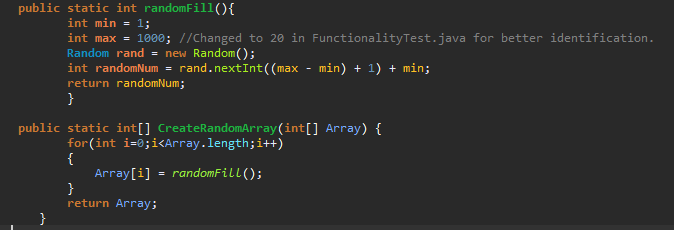 public static int randomFill(){
int min = 1;
int max = 1000; //Changed to 20 in FunctionalityTest.java for better identification.
Random rand = new Random();
int randomNum = rand.nextInt((max - min) + 1) + min;
return randomNum;
}
public static int[] CreateRandomArray(int[] Array) {
for(int i=0;i<Array.length;i++)
{
Array[i] = randomFill();
}
return Array;
}